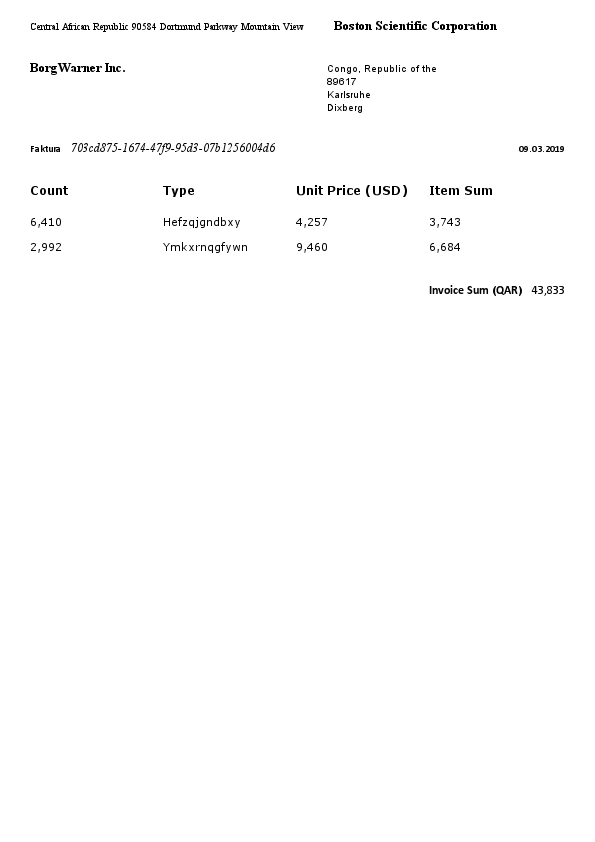 Central African Republic 90584 Dortmund Parkway Mountain View Boston Scientific Corporation
BorgWarner Inc.
Congo, Republic of the
89617
Karlsruhe
Dixberg
Faktura 703cd875-1674-47f9-95d3-07b1256004d6 09.03.2019
Count Type Unit Price (USD) Item Sum
6,410 Hefzqjgndbxy 4,257 3,743
2,992 Ymkxrnqgfywn 9,460 6,684
Invoice Sum (QAR) 43,833